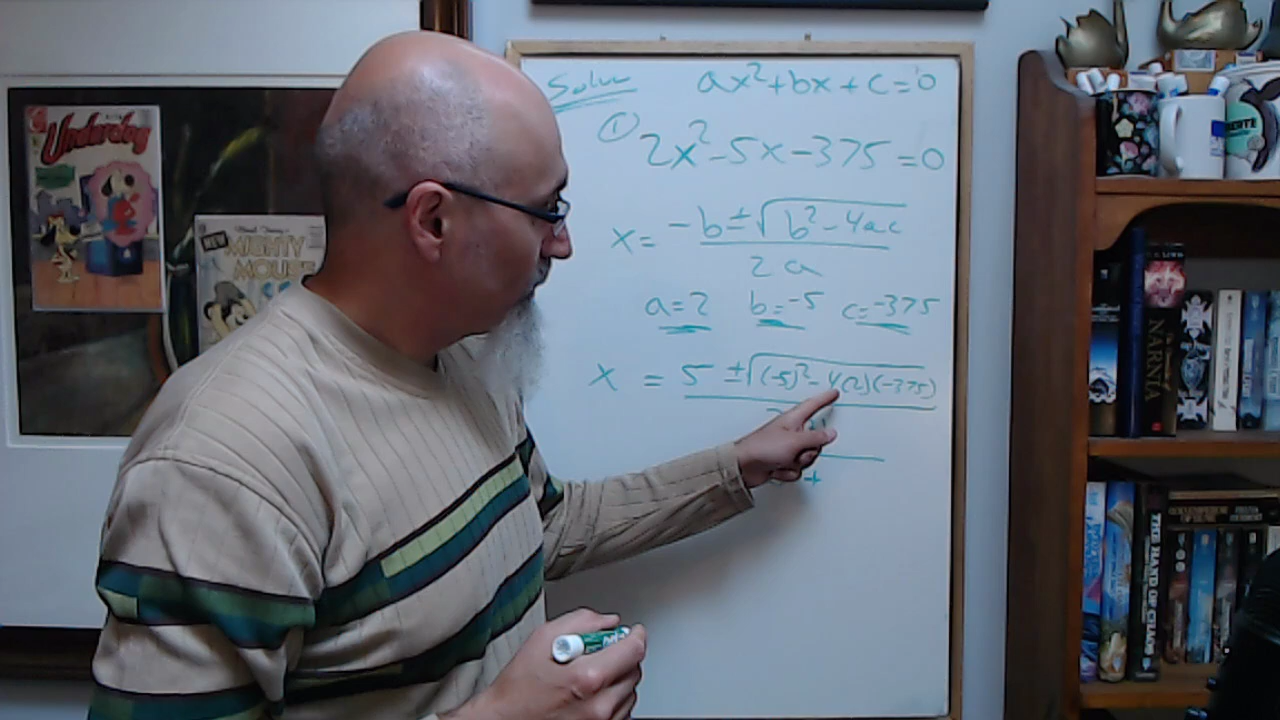 Solve
ax²+bx+c=0
① 2x²-5x-375=0
x= -b±√b²-4ac
2a
a=2 b=-5 c=-375
x = 5 ±√(-5)²-4(2)(-375)
Underdog
NEW
MIGHTY
MOUSE
NARNIA
THE HAND OF CHAOS